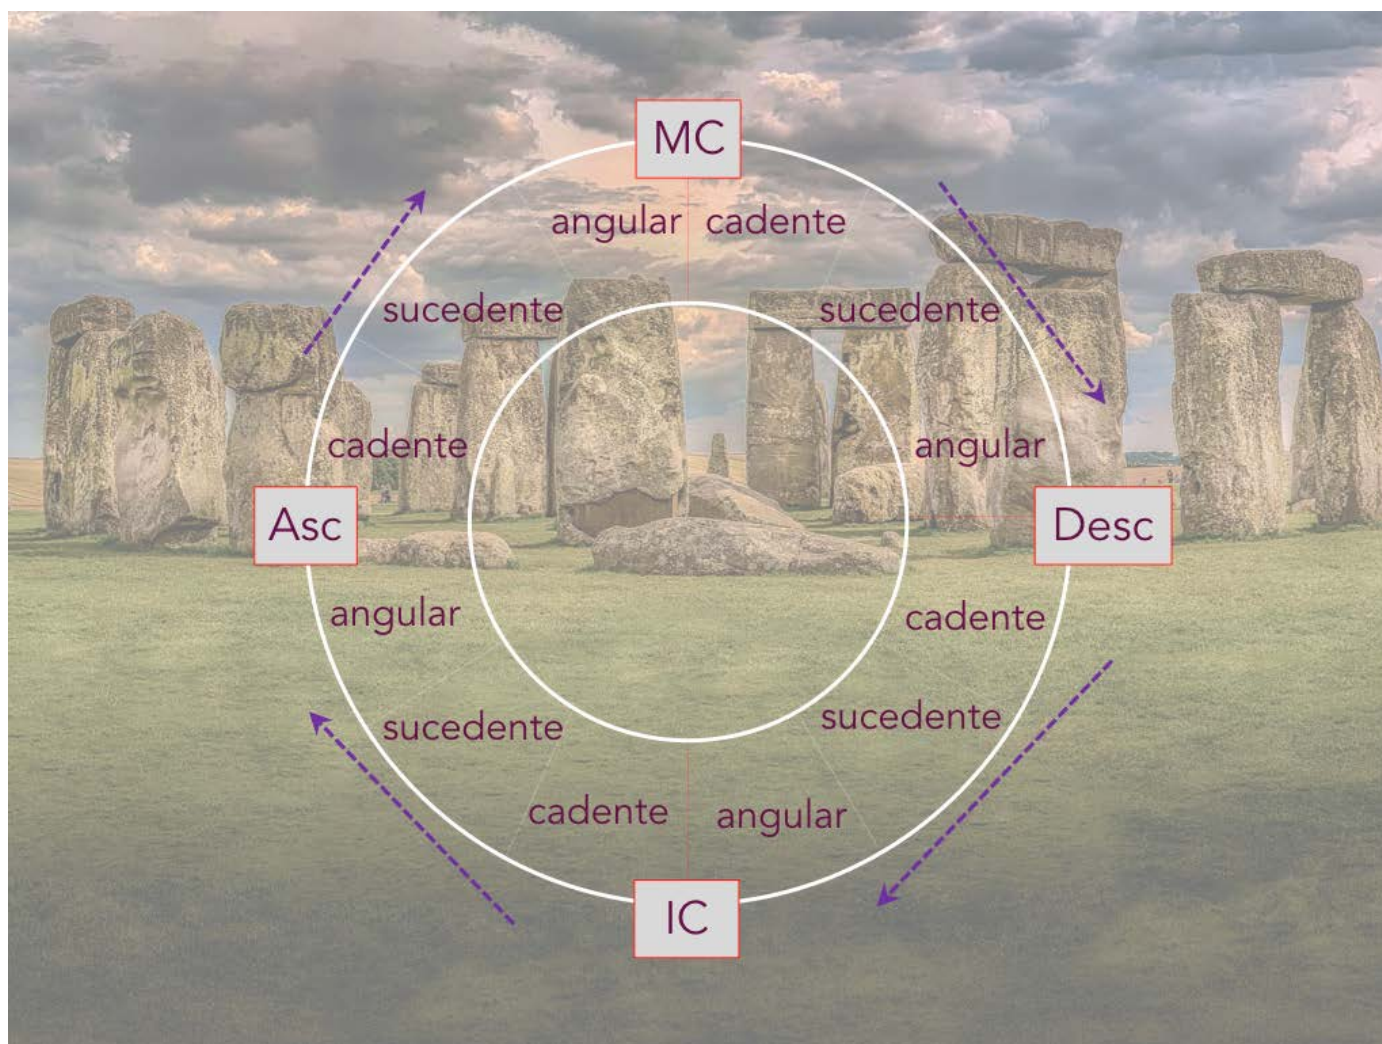 MC
angular cadente
sucedente sucedente
cadente angular
Asc Desc
angular cadente
sucedente sucedente
cadente angular
IC